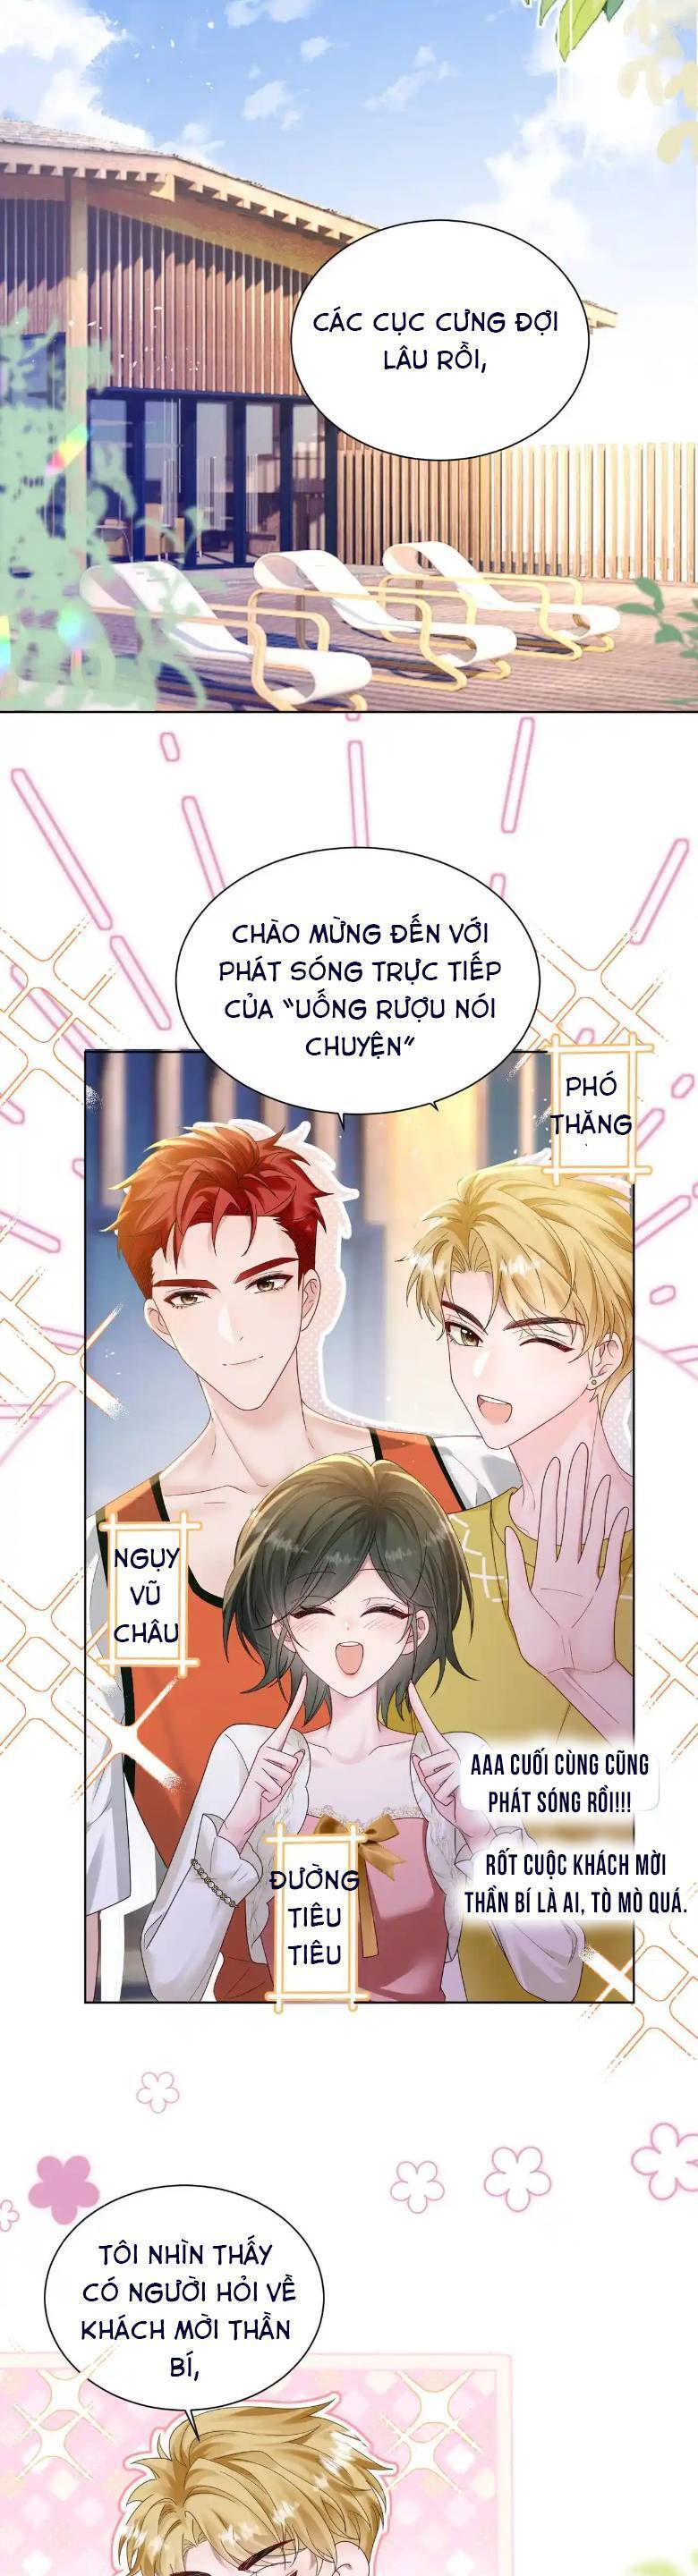 CÁC CỤC CƯNG ĐỢI
LÂU RỒI,
CHÀO MỪNG ĐẾN VỚI
PHÁT SÓNG TRỰC TIẾP
CỦA “UỐNG RƯỢU NÓI
CHUYỆN”
PHÓ
THĂNG
NGỤY
VŨ
CHÂU
AAA CUỐI CÙNG CŨNG
PHÁT SÓNG RỒI!!!
RỐT CUỘC KHÁCH MỜI
THẦN BÍ LÀ AI, TÒ MÒ QUÁ.
ĐƯỜNG
TIÊU
TIÊU
TÔI NHÌN THẤY
CÓ NGƯỜI HỎI VỀ
KHÁCH MỜI THẦN
BÍ,